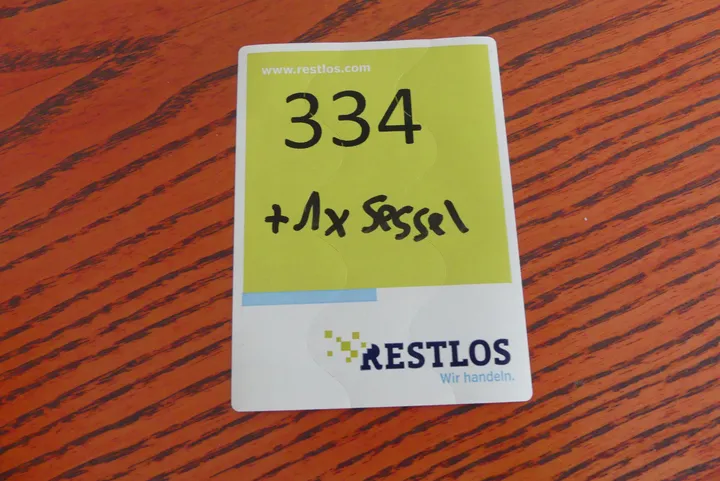 www.restlos.com
334
+ 1x Sessel
RESTLOS
Wir handeln.